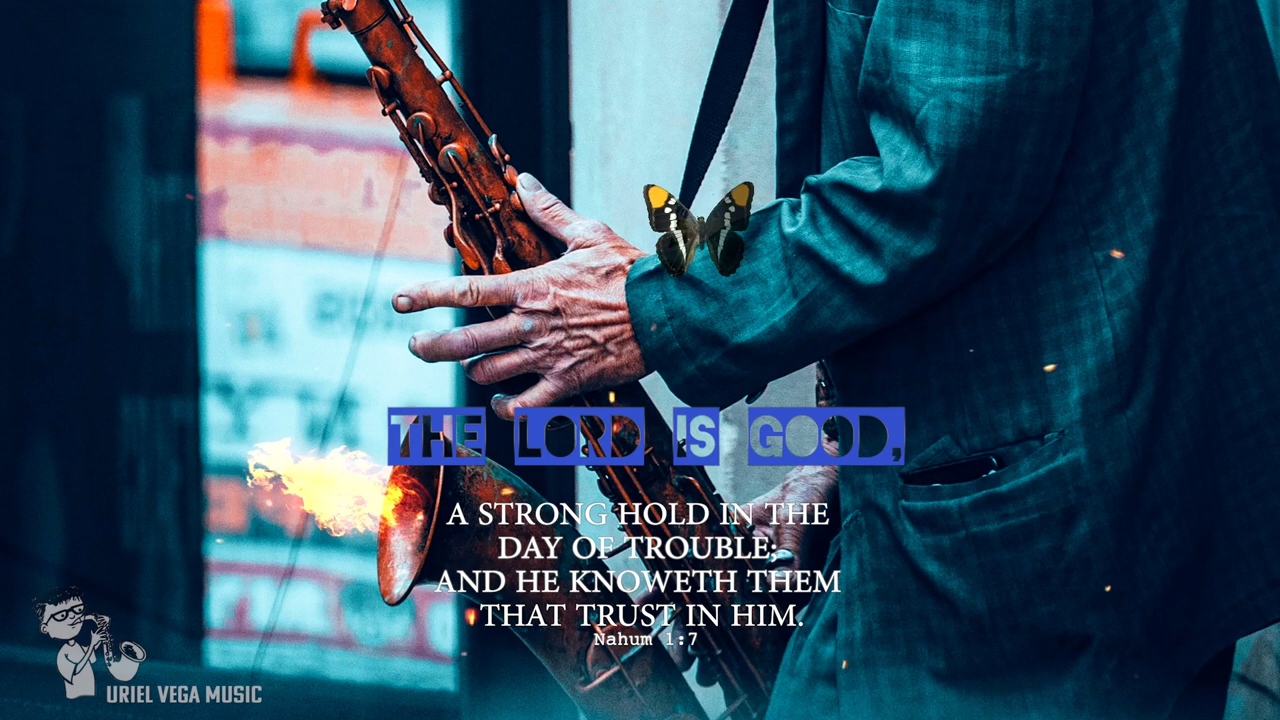 THE LORD IS GOOD,
A STRONG HOLD IN THE
DAY OF TROUBLE;
AND HE KNOWETH THEM
THAT TRUST IN HIM.
Nahum 1:7
URIEL VEGA MUSIC